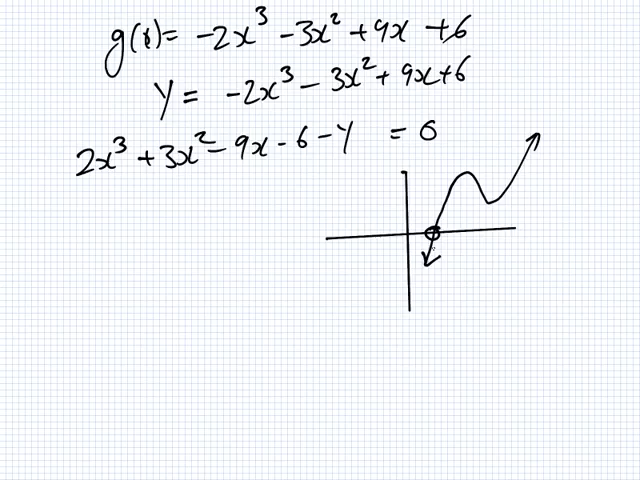 g(x) = -2x³ - 3x² + 9x + 6
Y = -2x³ - 3x² + 9x + 6
2x³ + 3x² - 9x - 6 - Y = 0